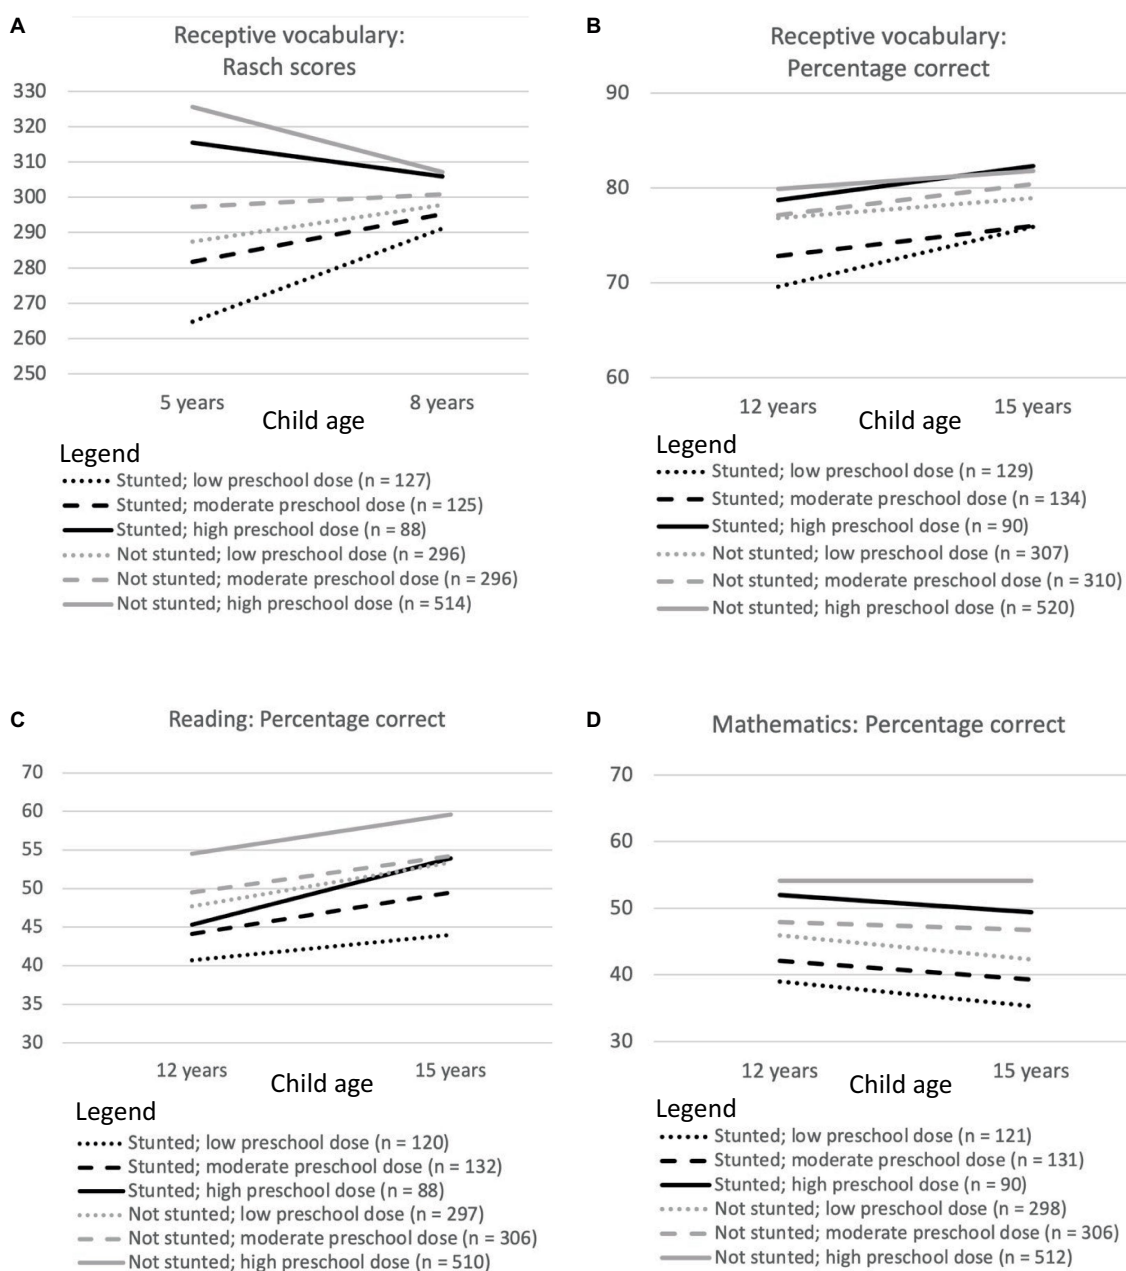 A
Receptive vocabulary:
Rasch scores
330
320
310
300
290
280
270
260
250
5 years
8 years
Child age
Legend
Stunted; low preschool dose (n = 127)
Stunted; moderate preschool dose (n = 125)
Stunted; high preschool dose (n = 88)
Not stunted; low preschool dose (n = 296)
Not stunted; moderate preschool dose (n = 296)
Not stunted; high preschool dose (n = 514)
B
Receptive vocabulary:
Percentage correct
90
80
70
60
12 years
15 years
Child age
Legend
Stunted; low preschool dose (n = 129)
Stunted; moderate preschool dose (n = 134)
Stunted; high preschool dose (n = 90)
Not stunted; low preschool dose (n = 307)
Not stunted; moderate preschool dose (n = 310)
Not stunted; high preschool dose (n = 520)
C
Reading: Percentage correct
70
60
55
50
45
40
35
30
12 years
15 years
Child age
Legend
Stunted; low preschool dose (n = 120)
Stunted; moderate preschool dose (n = 132)
Stunted; high preschool dose (n = 88)
Not stunted; low preschool dose (n = 297)
Not stunted; moderate preschool dose (n = 306)
Not stunted; high preschool dose (n = 510)
D
Mathematics: Percentage correct
70
60
50
40
30
12 years
15 years
Child age
Legend
Stunted; low preschool dose (n = 121)
Stunted; moderate preschool dose (n = 131)
Stunted; high preschool dose (n = 90)
Not stunted; low preschool dose (n = 298)
Not stunted; moderate preschool dose (n = 306)
Not stunted; high preschool dose (n = 512)